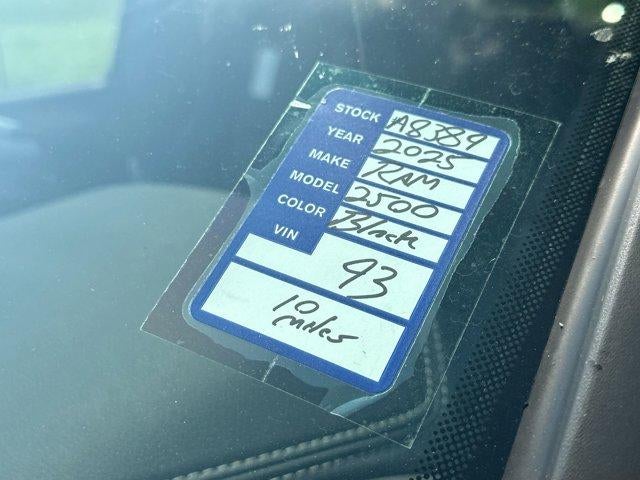 STOCK A8389
YEAR 2025
MAKE RAM
MODEL 2500
COLOR Black
VIN 93
10
miles